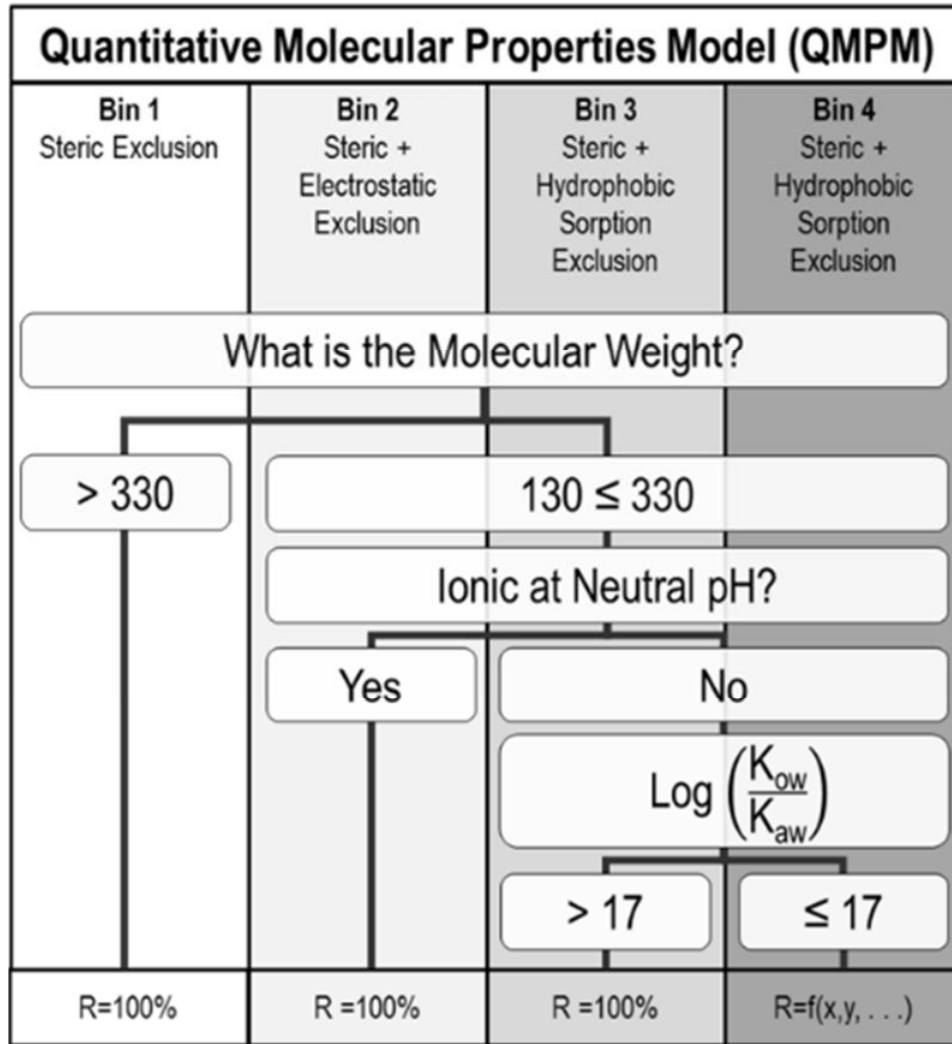 Quantitative Molecular Properties Model (QMPM)
Bin 1
Steric Exclusion
Bin 2
Steric +
Electrostatic
Exclusion
Bin 3
Steric +
Hydrophobic
Sorption
Exclusion
Bin 4
Steric +
Hydrophobic
Sorption
Exclusion
What is the Molecular Weight?
> 330
130 ≤ 330
Ionic at Neutral pH?
Yes
No
Log (K_ow/K_aw)
> 17
≤ 17
R=100%
R =100%
R =100%
R=f(x,y, . . .)